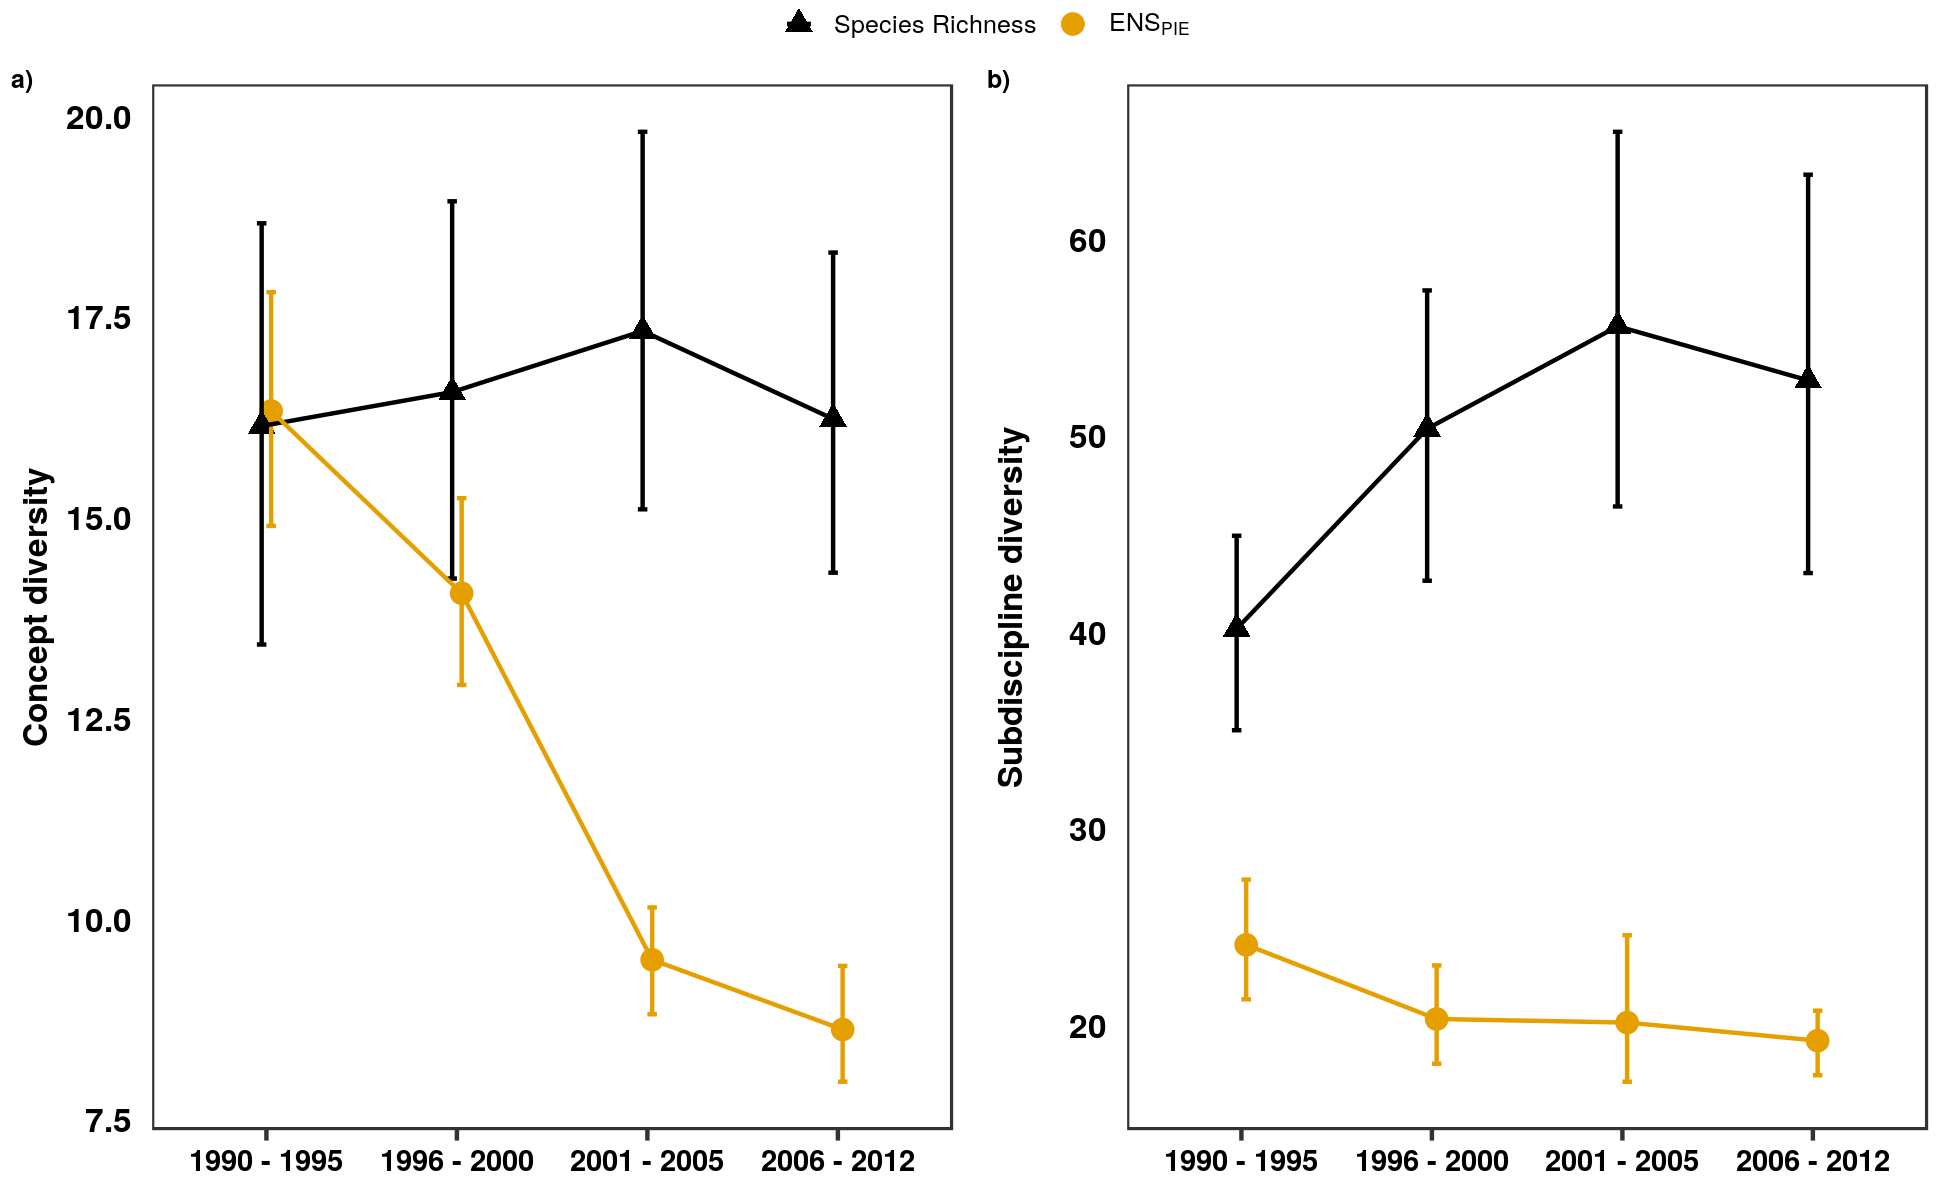 Species Richness ENSPIE
a)
Concept diversity
20.0
17.5
15.0
12.5
10.0
7.5
1990 - 1995 1996 - 2000 2001 - 2005 2006 - 2012
b)
Subdiscipline diversity
60
50
40
30
20
1990 - 1995 1996 - 2000 2001 - 2005 2006 - 2012